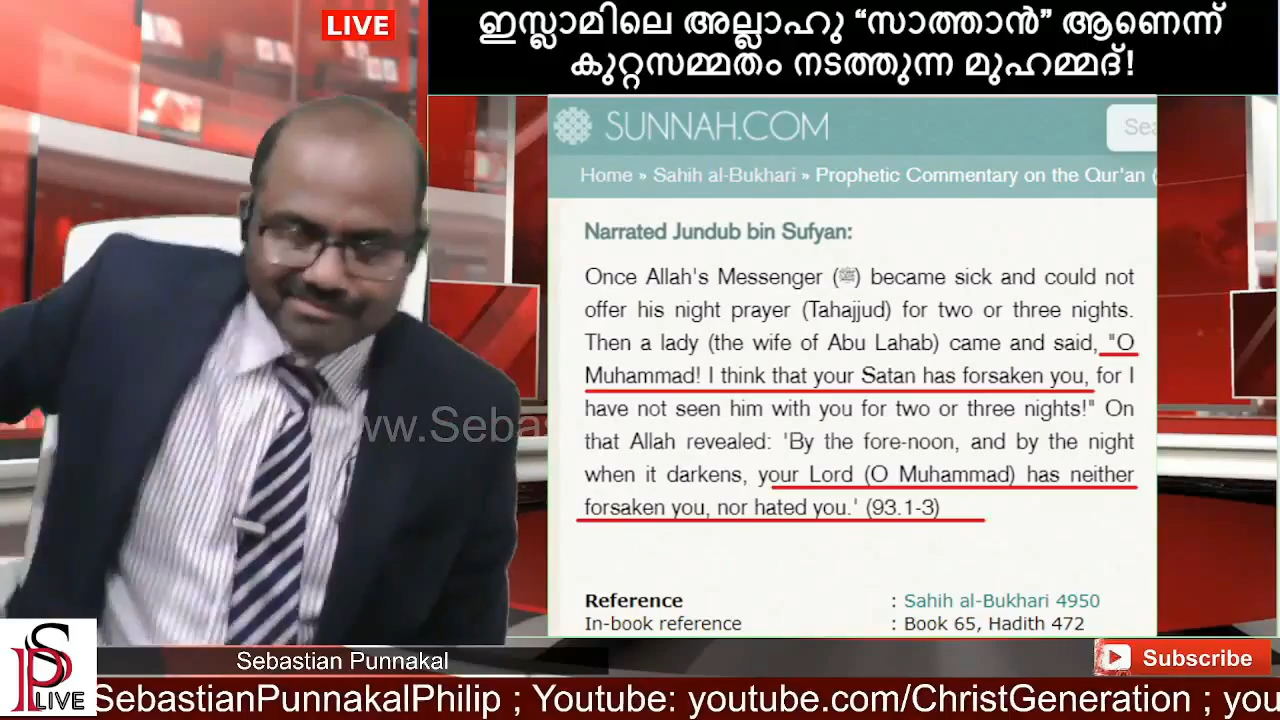 LIVE
ഇസ്ലാമിലെ അല്ലാഹു “സാത്താൻ” ആണെന്ന്
കുറ്റസമ്മതം നടത്തുന്ന മുഹമ്മദ്!
SUNNAH.COM
Home » Sahih al-Bukhari » Prophetic Commentary on the Qur'an (
Narrated Jundub bin Sufyan:
Once Allah's Messenger (ﷺ) became sick and could not
offer his night prayer (Tahajjud) for two or three nights.
Then a lady (the wife of Abu Lahab) came and said, "O
Muhammad! I think that your Satan has forsaken you, for I
have not seen him with you for two or three nights!" On
that Allah revealed: 'By the fore-noon, and by the night
when it darkens, your Lord (O Muhammad) has neither
forsaken you, nor hated you.' (93.1-3)
Reference : Sahih al-Bukhari 4950
In-book reference : Book 65, Hadith 472
Sebastian Punnakal
Subscribe
PS LIVE
SebastianPunnakalPhilip ; Youtube: youtube.com/ChristGeneration ; you